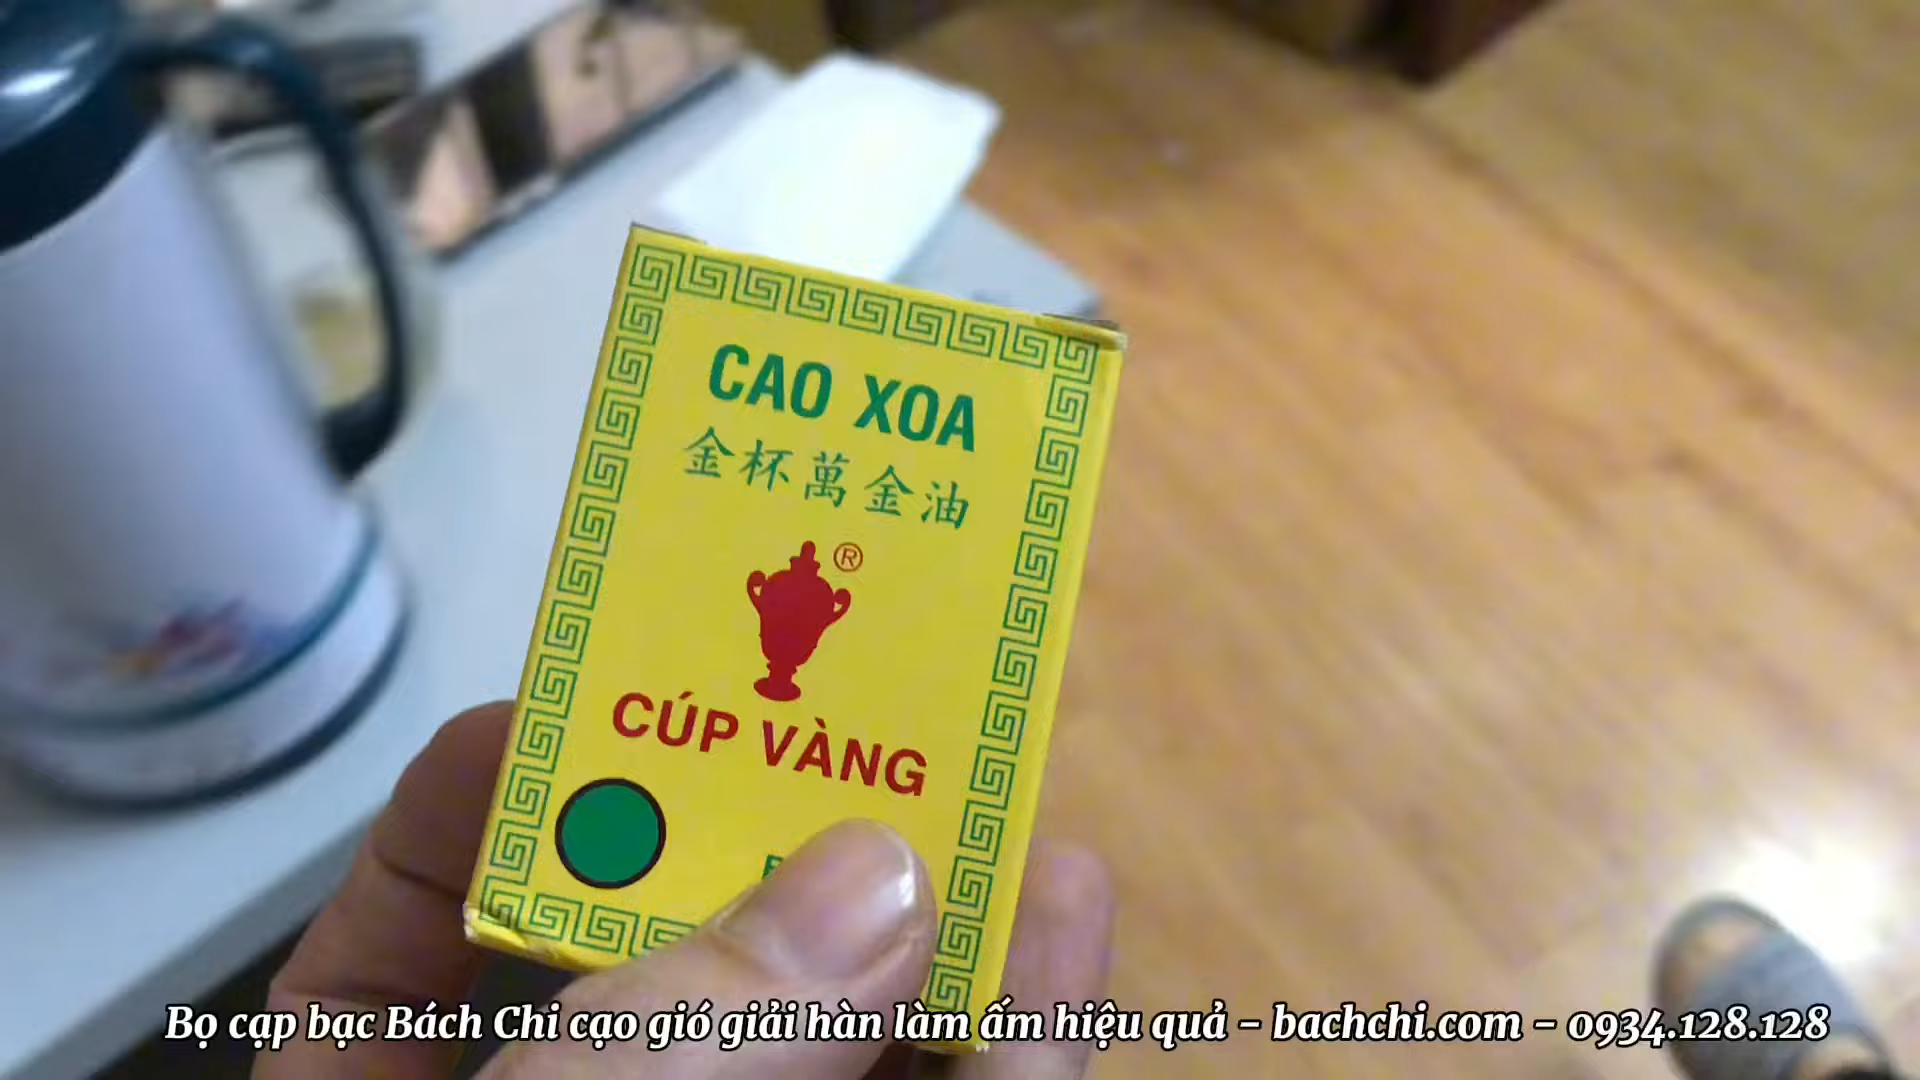 CAO XOA
金杯萬金油
®
CÚP VÀNG
Bọ cạp bạc Bách Chi cạo gió giải hàn làm ấm hiệu quả - bachchi.com - 0934.128.128